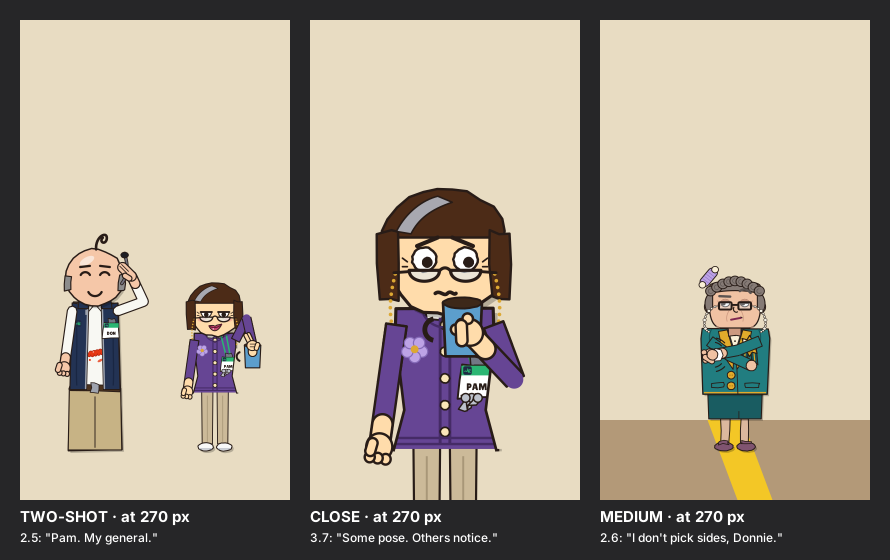 DON
PAM
PAM
TWO-SHOT · at 270 px
2.5: "Pam. My general."
CLOSE · at 270 px
3.7: "Some pose. Others notice."
MEDIUM · at 270 px
2.6: "I don't pick sides, Donnie."